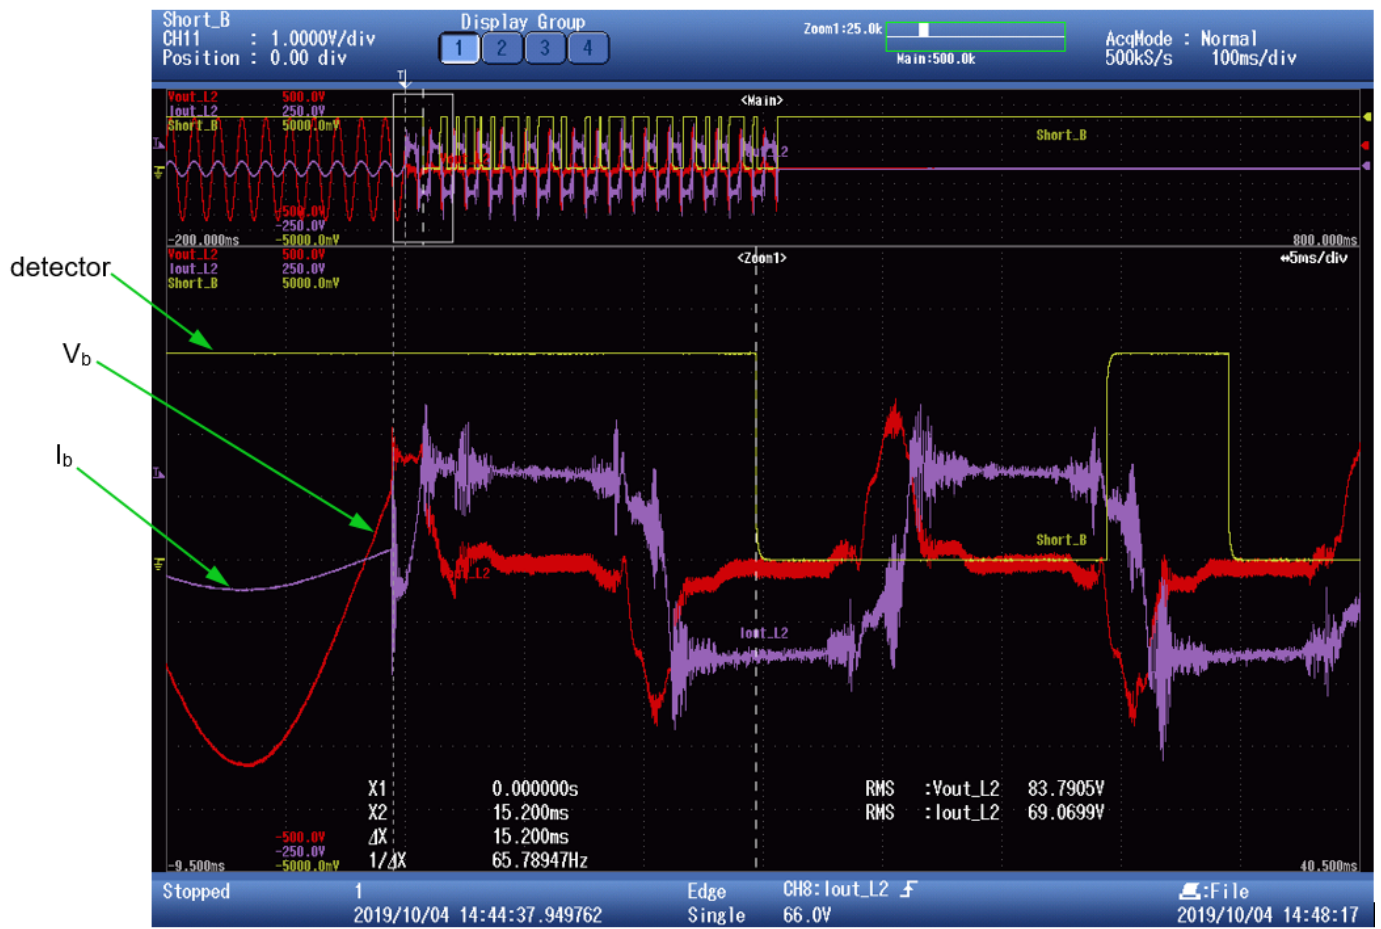 Short_B
CH11 : 1.0000V/div
Position : 0.00 div
Display Group
1 2 3 4
Zoom1:25.0k
Main:500.0k
AcqMode : Normal
500kS/s 100ms/div
T
Vout_L2 500.0V
Iout_L2 250.0V
Short_B 5000.0mV
<Main>
Short_B
-500.0V
-250.0V
-200.000ms -5000.0mV
800.000ms
Vout_L2 500.0V
Iout_L2 250.0V
Short_B 5000.0mV
<Zoom1>
↔5ms/div
detector
Vb
Ib
Short_B
Iout_L2
X1 0.000000s
X2 15.200ms
⊿X 15.200ms
1/⊿X 65.78947Hz
RMS :Vout_L2 83.7905V
RMS :Iout_L2 69.0699V
-500.0V
-250.0V
-9.500ms -5000.0mV
40.500ms
Stopped 1 Edge CH8:Iout_L2
:File
2019/10/04 14:44:37.949762 Single 66.0V 2019/10/04 14:48:17